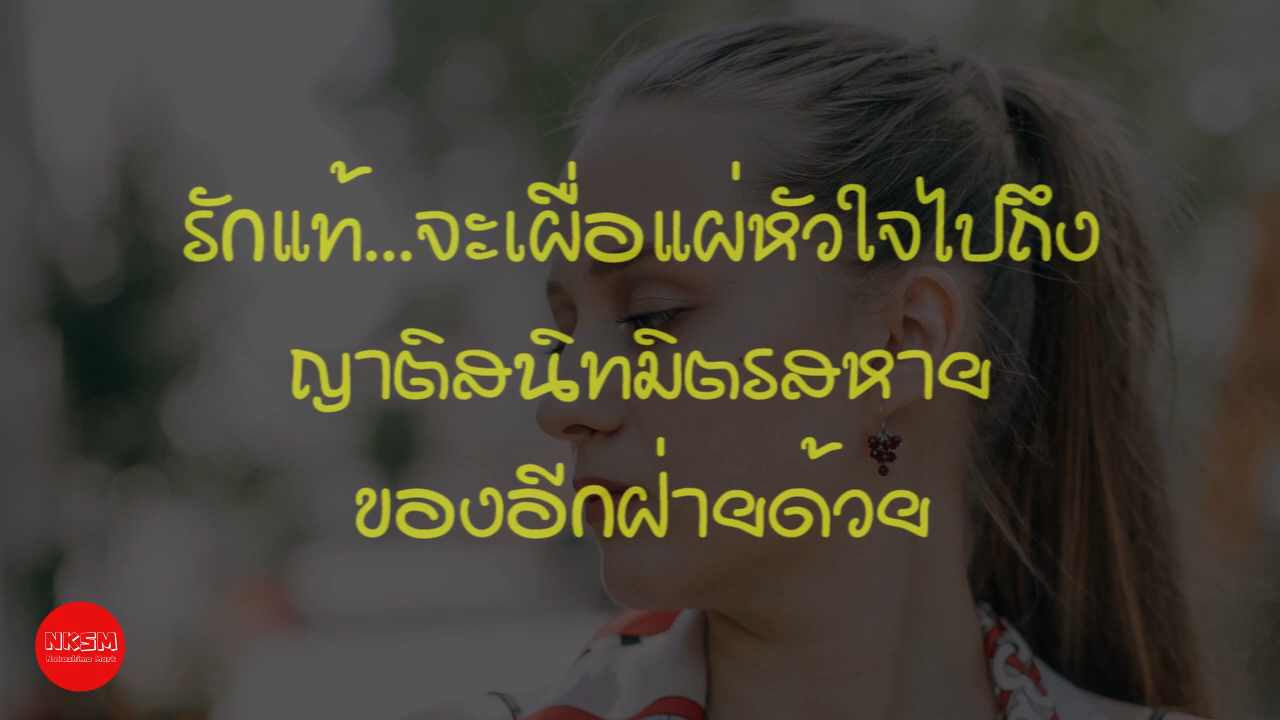 รักแท้...จะเผื่อแผ่หัวใจไปถึง
ญาติสนิทมิตรสหาย
ของอีกฝ่ายด้วย
NKSM
Nakashima Mark